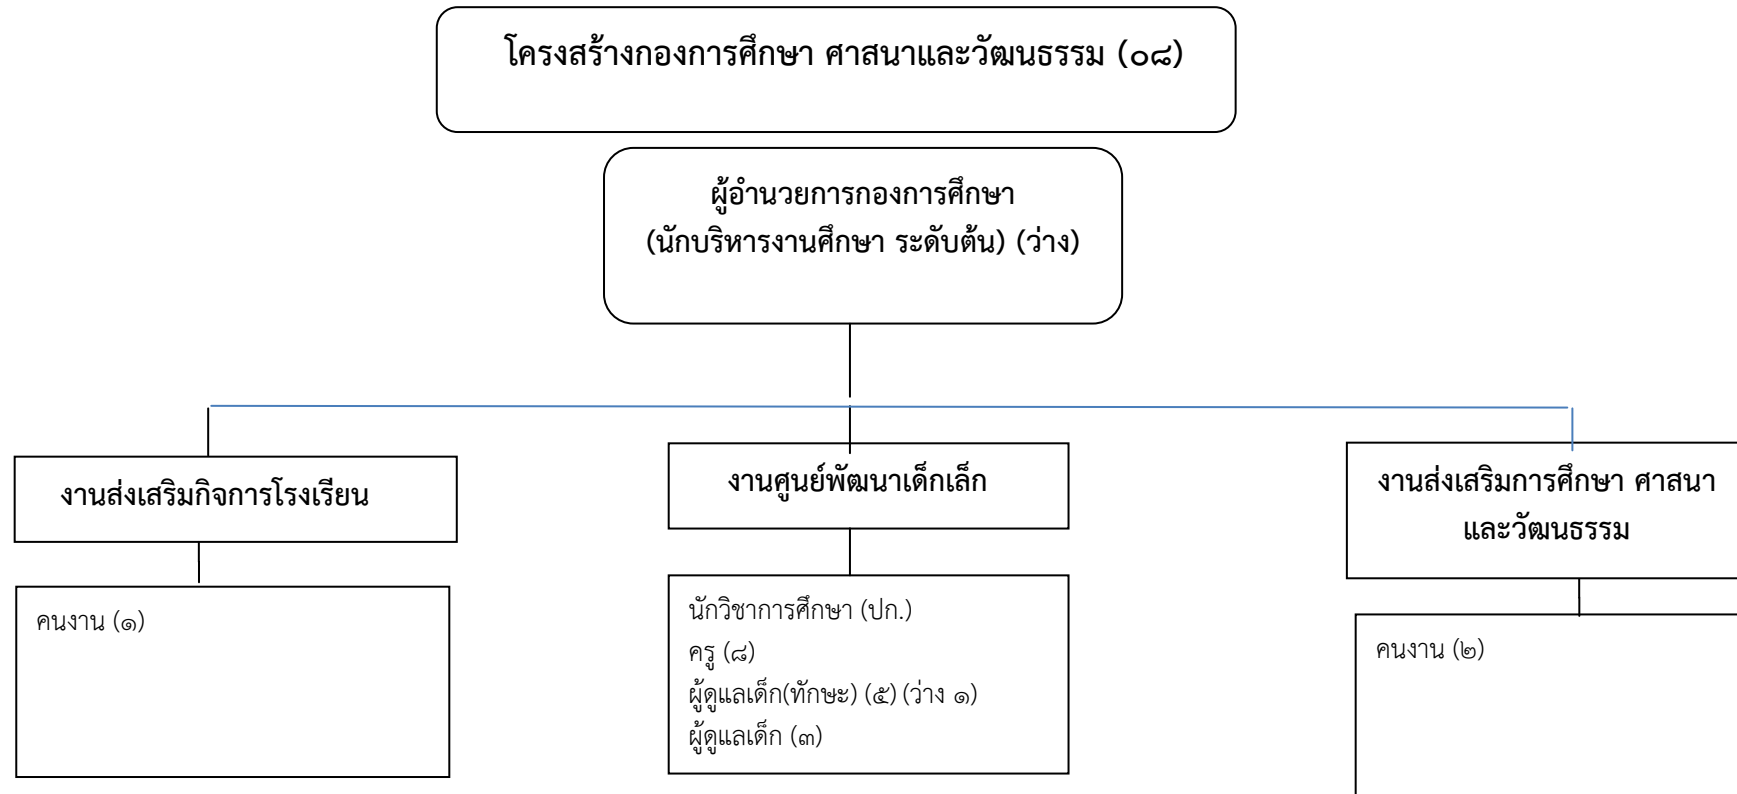 โครงสร้างกองการศึกษา ศาสนาและวัฒนธรรม (๐๘)
ผู้อำนวยการกองการศึกษา
(นักบริหารงานศึกษา ระดับต้น) (ว่าง)
งานส่งเสริมกิจการโรงเรียน
คนงาน (๑)
งานศูนย์พัฒนาเด็กเล็ก
นักวิชาการศึกษา (ปก.)
ครู (๘)
ผู้ดูแลเด็ก(ทักษะ) (๕) (ว่าง ๑)
ผู้ดูแลเด็ก (๓)
งานส่งเสริมการศึกษา ศาสนา
และวัฒนธรรม
คนงาน (๒)